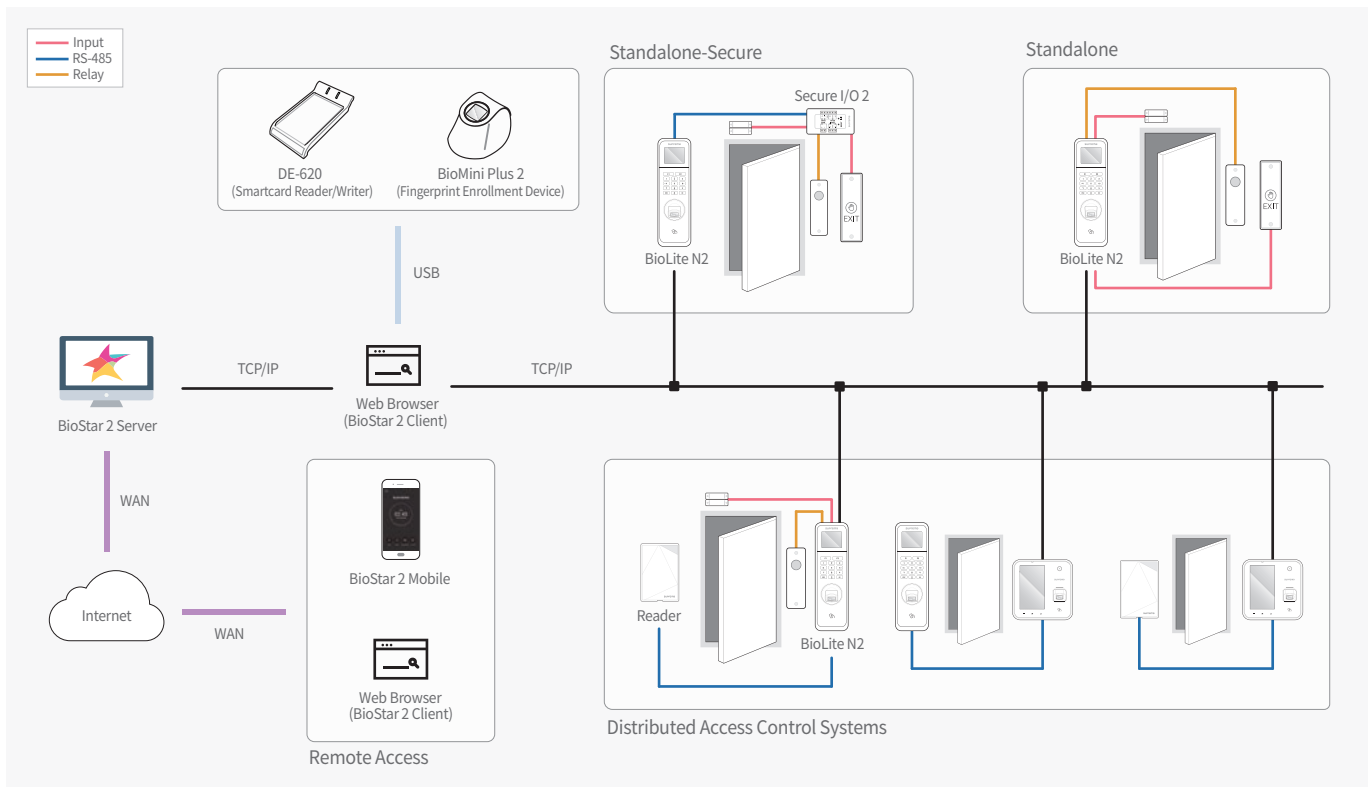 Input
RS-485
Relay
DE-620
(Smartcard Reader/Writer)
BioMini Plus 2
(Fingerprint Enrollment Device)
USB
Standalone-Secure
Secure I/O 2
EXIT
BioLite N2
Standalone
EXIT
BioLite N2
BioStar 2 Server
TCP/IP
Web Browser
(BioStar 2 Client)
TCP/IP
WAN
Internet
WAN
BioStar 2 Mobile
Web Browser
(BioStar 2 Client)
Remote Access
Reader
BioLite N2
Distributed Access Control Systems